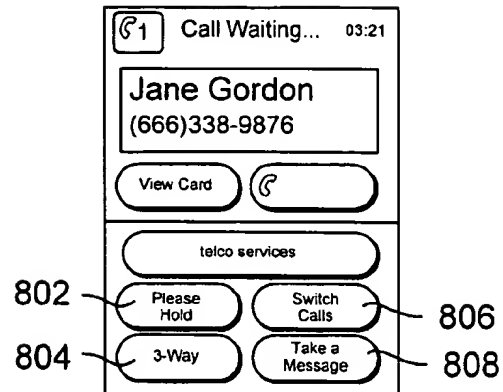 1 Call Waiting... 03:21
Jane Gordon
(666)338-9876
View Card
telco services
802 Please Hold Switch Calls 806
804 3-Way Take a Message 808